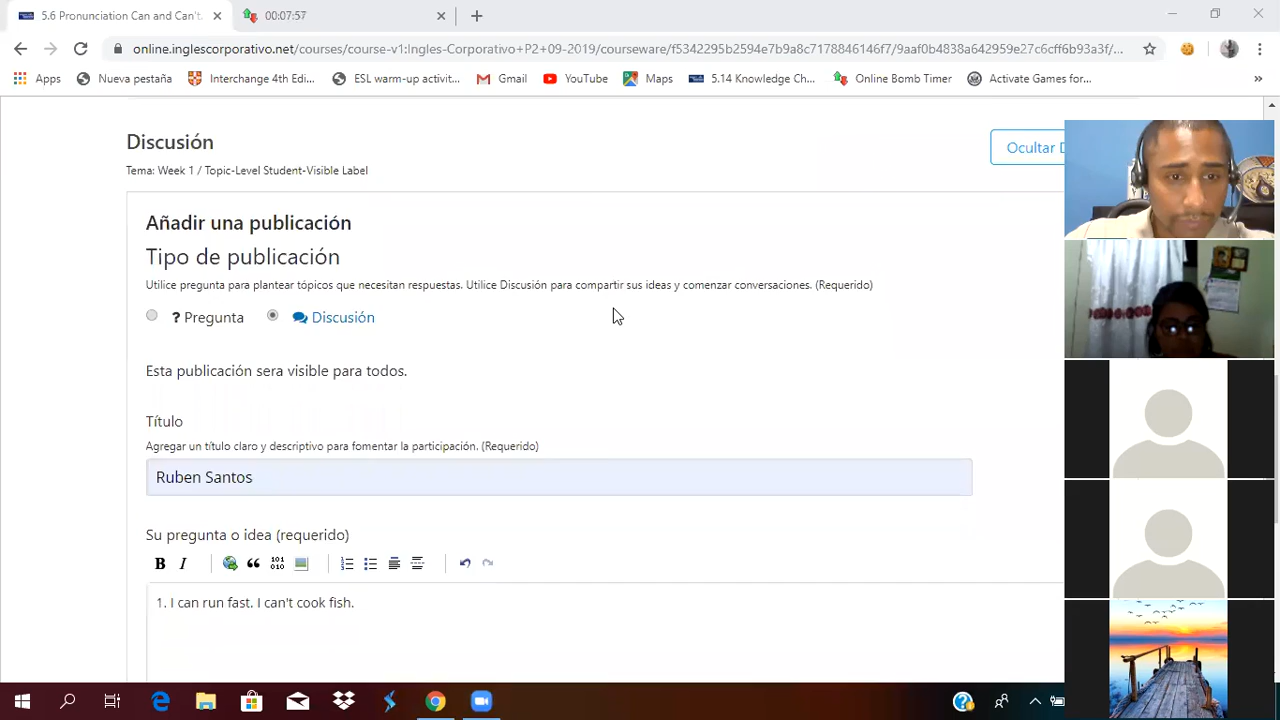 5.6 Pronunciation Can and Can't.
00:07:57
online.inglescorporativo.net/courses/course-v1:Ingles-Corporativo+P2+09-2019/courseware/f5342295b2594e7b9a8c7178846146f7/9aaf0b4838a642959e27c6cff6b93a3f/...
Apps Nueva pestaña Interchange 4th Edi... ESL warm-up activit... Gmail YouTube Maps 5.14 Knowledge Ch... Online Bomb Timer Activate Games for... »
Discusión
Ocultar D
Tema: Week 1 / Topic-Level Student-Visible Label
Añadir una publicación
Tipo de publicación
Utilice pregunta para plantear tópicos que necesitan respuestas. Utilice Discusión para compartir sus ideas y comenzar conversaciones. (Requerido)
? Pregunta Discusión
Esta publicación sera visible para todos.
Título
Agregar un título claro y descriptivo para fomentar la participación. (Requerido)
Ruben Santos
Su pregunta o idea (requerido)
B I
1. I can run fast. I can't cook fish.